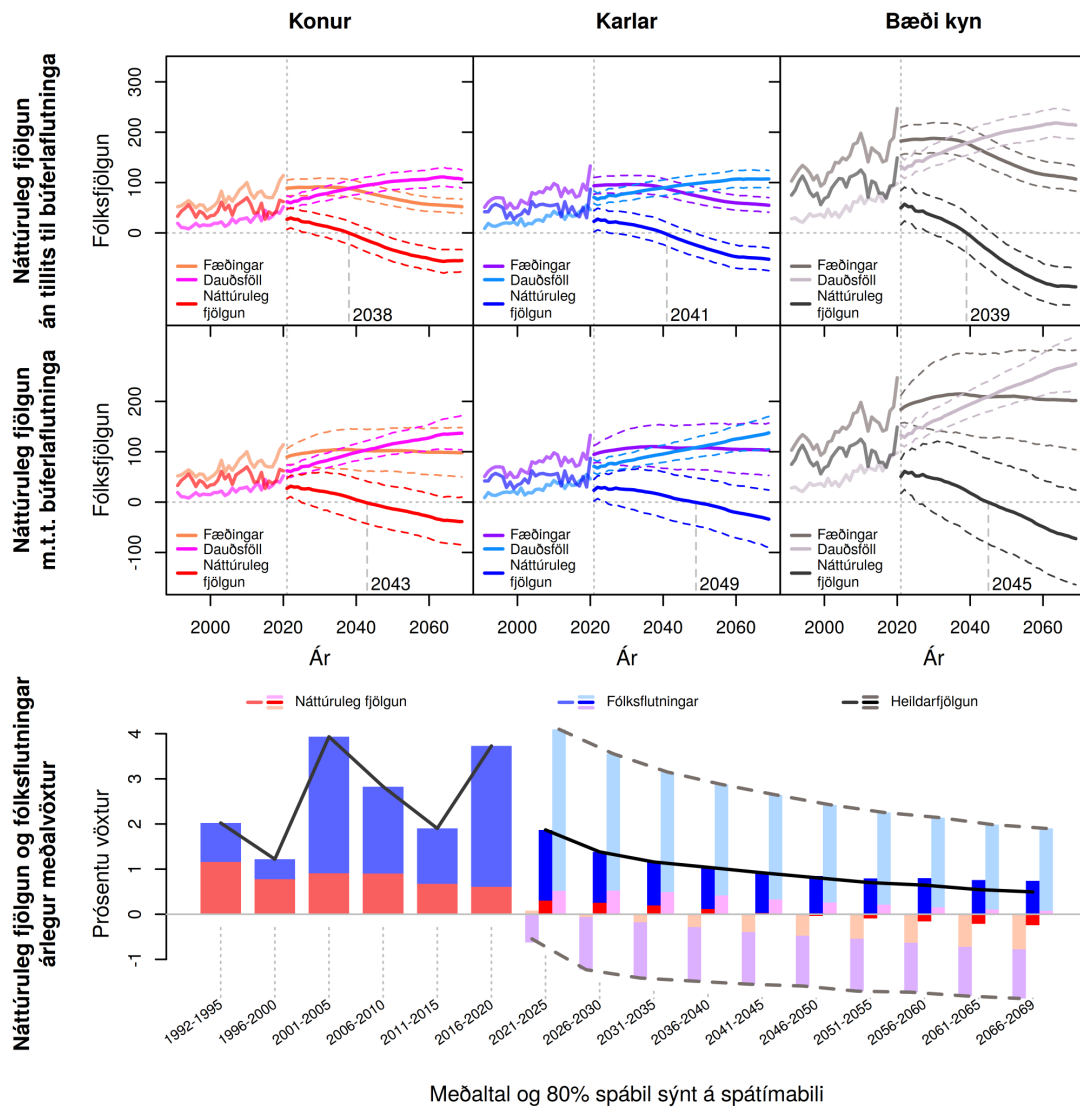 Konur
Karlar
Bæði kyn
Náttúruleg fjölgun
án tillits til búferlaflutninga
Fólksfjölgun
300
200
100
0
Fæðingar
Dauðsföll
Náttúruleg
fjölgun
2038
Fæðingar
Dauðsföll
Náttúruleg
fjölgun
2041
Fæðingar
Dauðsföll
Náttúruleg
fjölgun
2039
Náttúruleg fjölgun
m.t.t. búferlaflutninga
Fólksfjölgun
200
100
0
-100
Fæðingar
Dauðsföll
Náttúruleg
fjölgun
2043
Fæðingar
Dauðsföll
Náttúruleg
fjölgun
2049
Fæðingar
Dauðsföll
Náttúruleg
fjölgun
2045
2000 2020 2040 2060
2000 2020 2040 2060
2000 2020 2040 2060
Ár
Ár
Ár
Náttúruleg fjölgun og fólksflutningar
árlegur meðalvöxtur
Náttúruleg fjölgun
Fólksflutningar
Heildarfjölgun
Prósentu vöxtur
4
3
2
1
0
-1
1992-1995
1996-2000
2001-2005
2006-2010
2011-2015
2016-2020
2021-2025
2026-2030
2031-2035
2036-2040
2041-2045
2046-2050
2051-2055
2056-2060
2061-2065
2066-2069
Meðaltal og 80% spábil sýnt á spátímabili